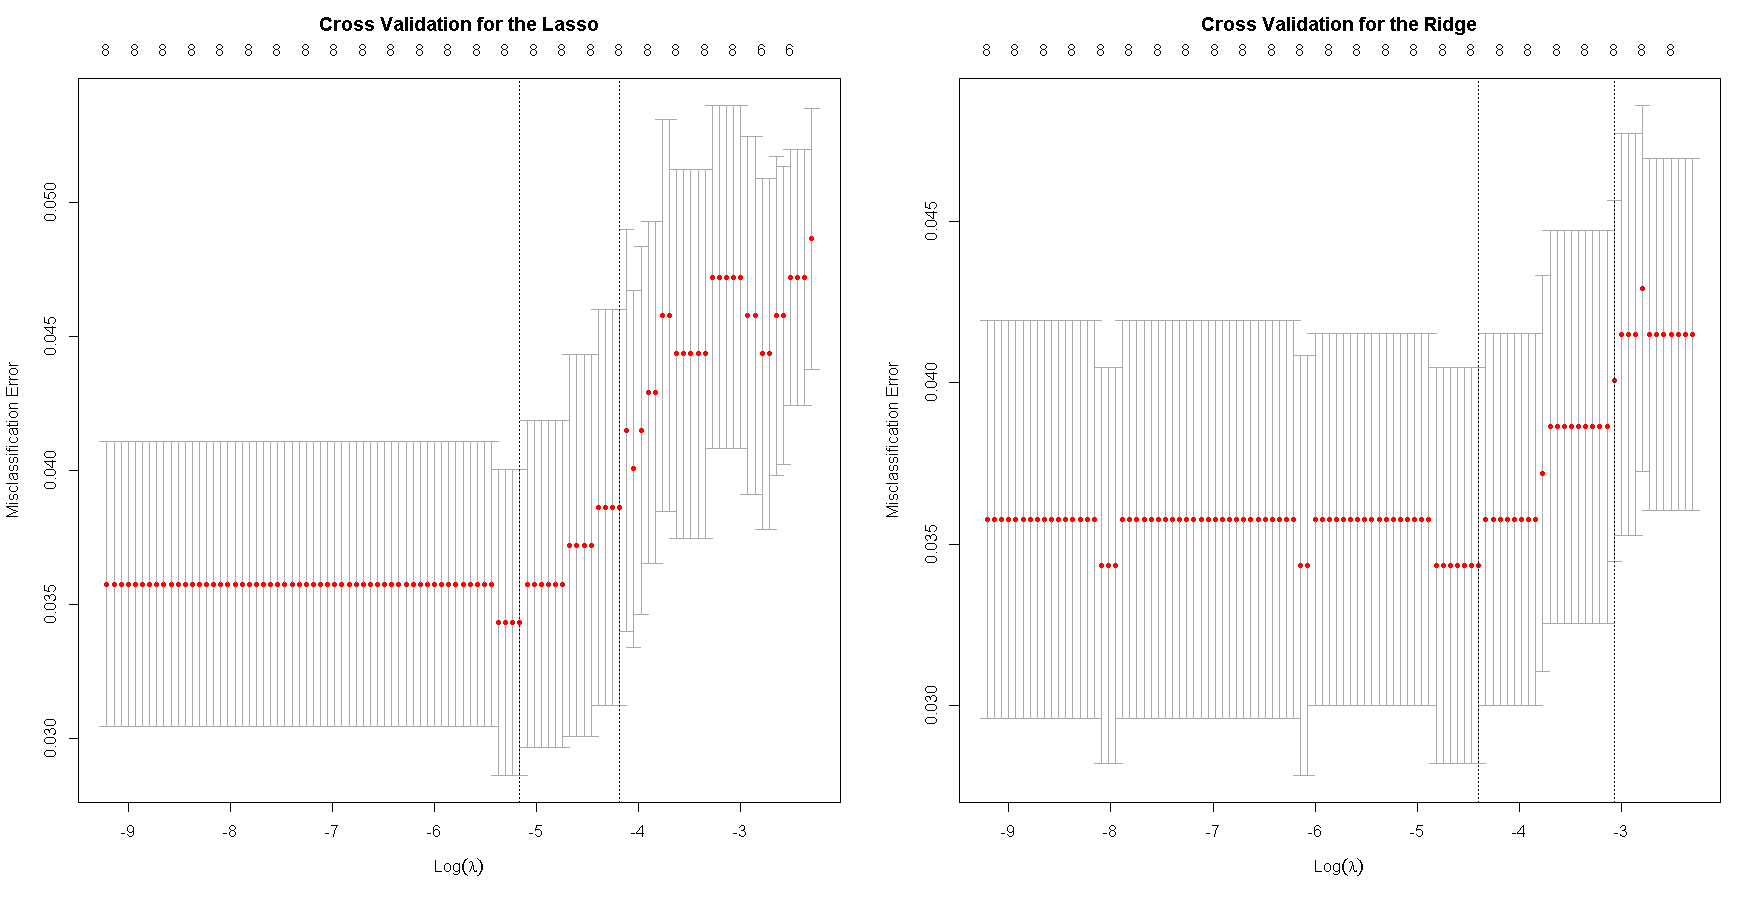 Cross Validation for the Lasso
8 8 8 8 8 8 8 8 8 8 8 8 8 8 8 8 8 8 8 8 8 8 8 6 6
Misclassification Error
0.050
0.045
0.040
0.035
0.030
-9 -8 -7 -6 -5 -4 -3
Log(λ)
Cross Validation for the Ridge
8 8 8 8 8 8 8 8 8 8 8 8 8 8 8 8 8 8 8 8 8 8 8 8 8
Misclassification Error
0.045
0.040
0.035
0.030
-9 -8 -7 -6 -5 -4 -3
Log(λ)